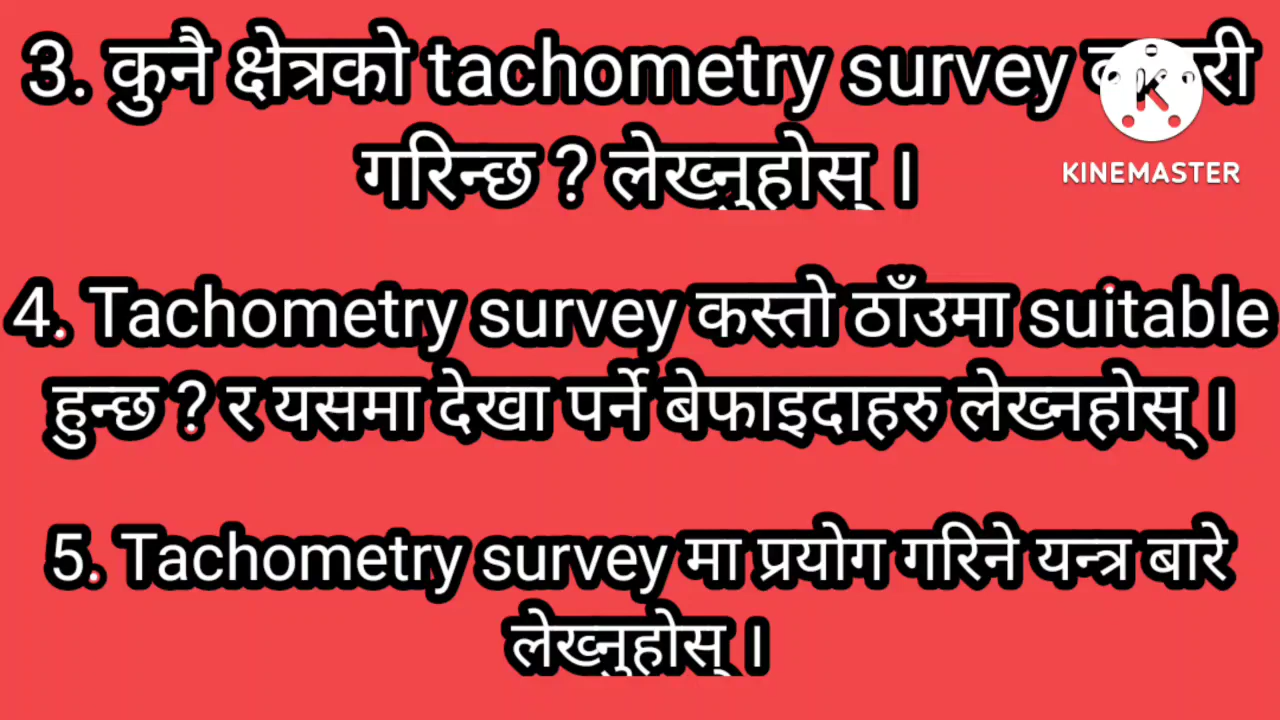 3. कुनै क्षेत्रको tachometry survey
गरिन्छ ? लेख्नुहोस् ।
KINEMASTER
4. Tachometry survey कस्तो ठाँउमा suitable
हुन्छ ? र यसमा देखा पर्ने बेफाइदाहरु लेख्नहोस् ।
5. Tachometry survey मा प्रयोग गरिने यन्त्र बारे
लेख्नुहोस् ।